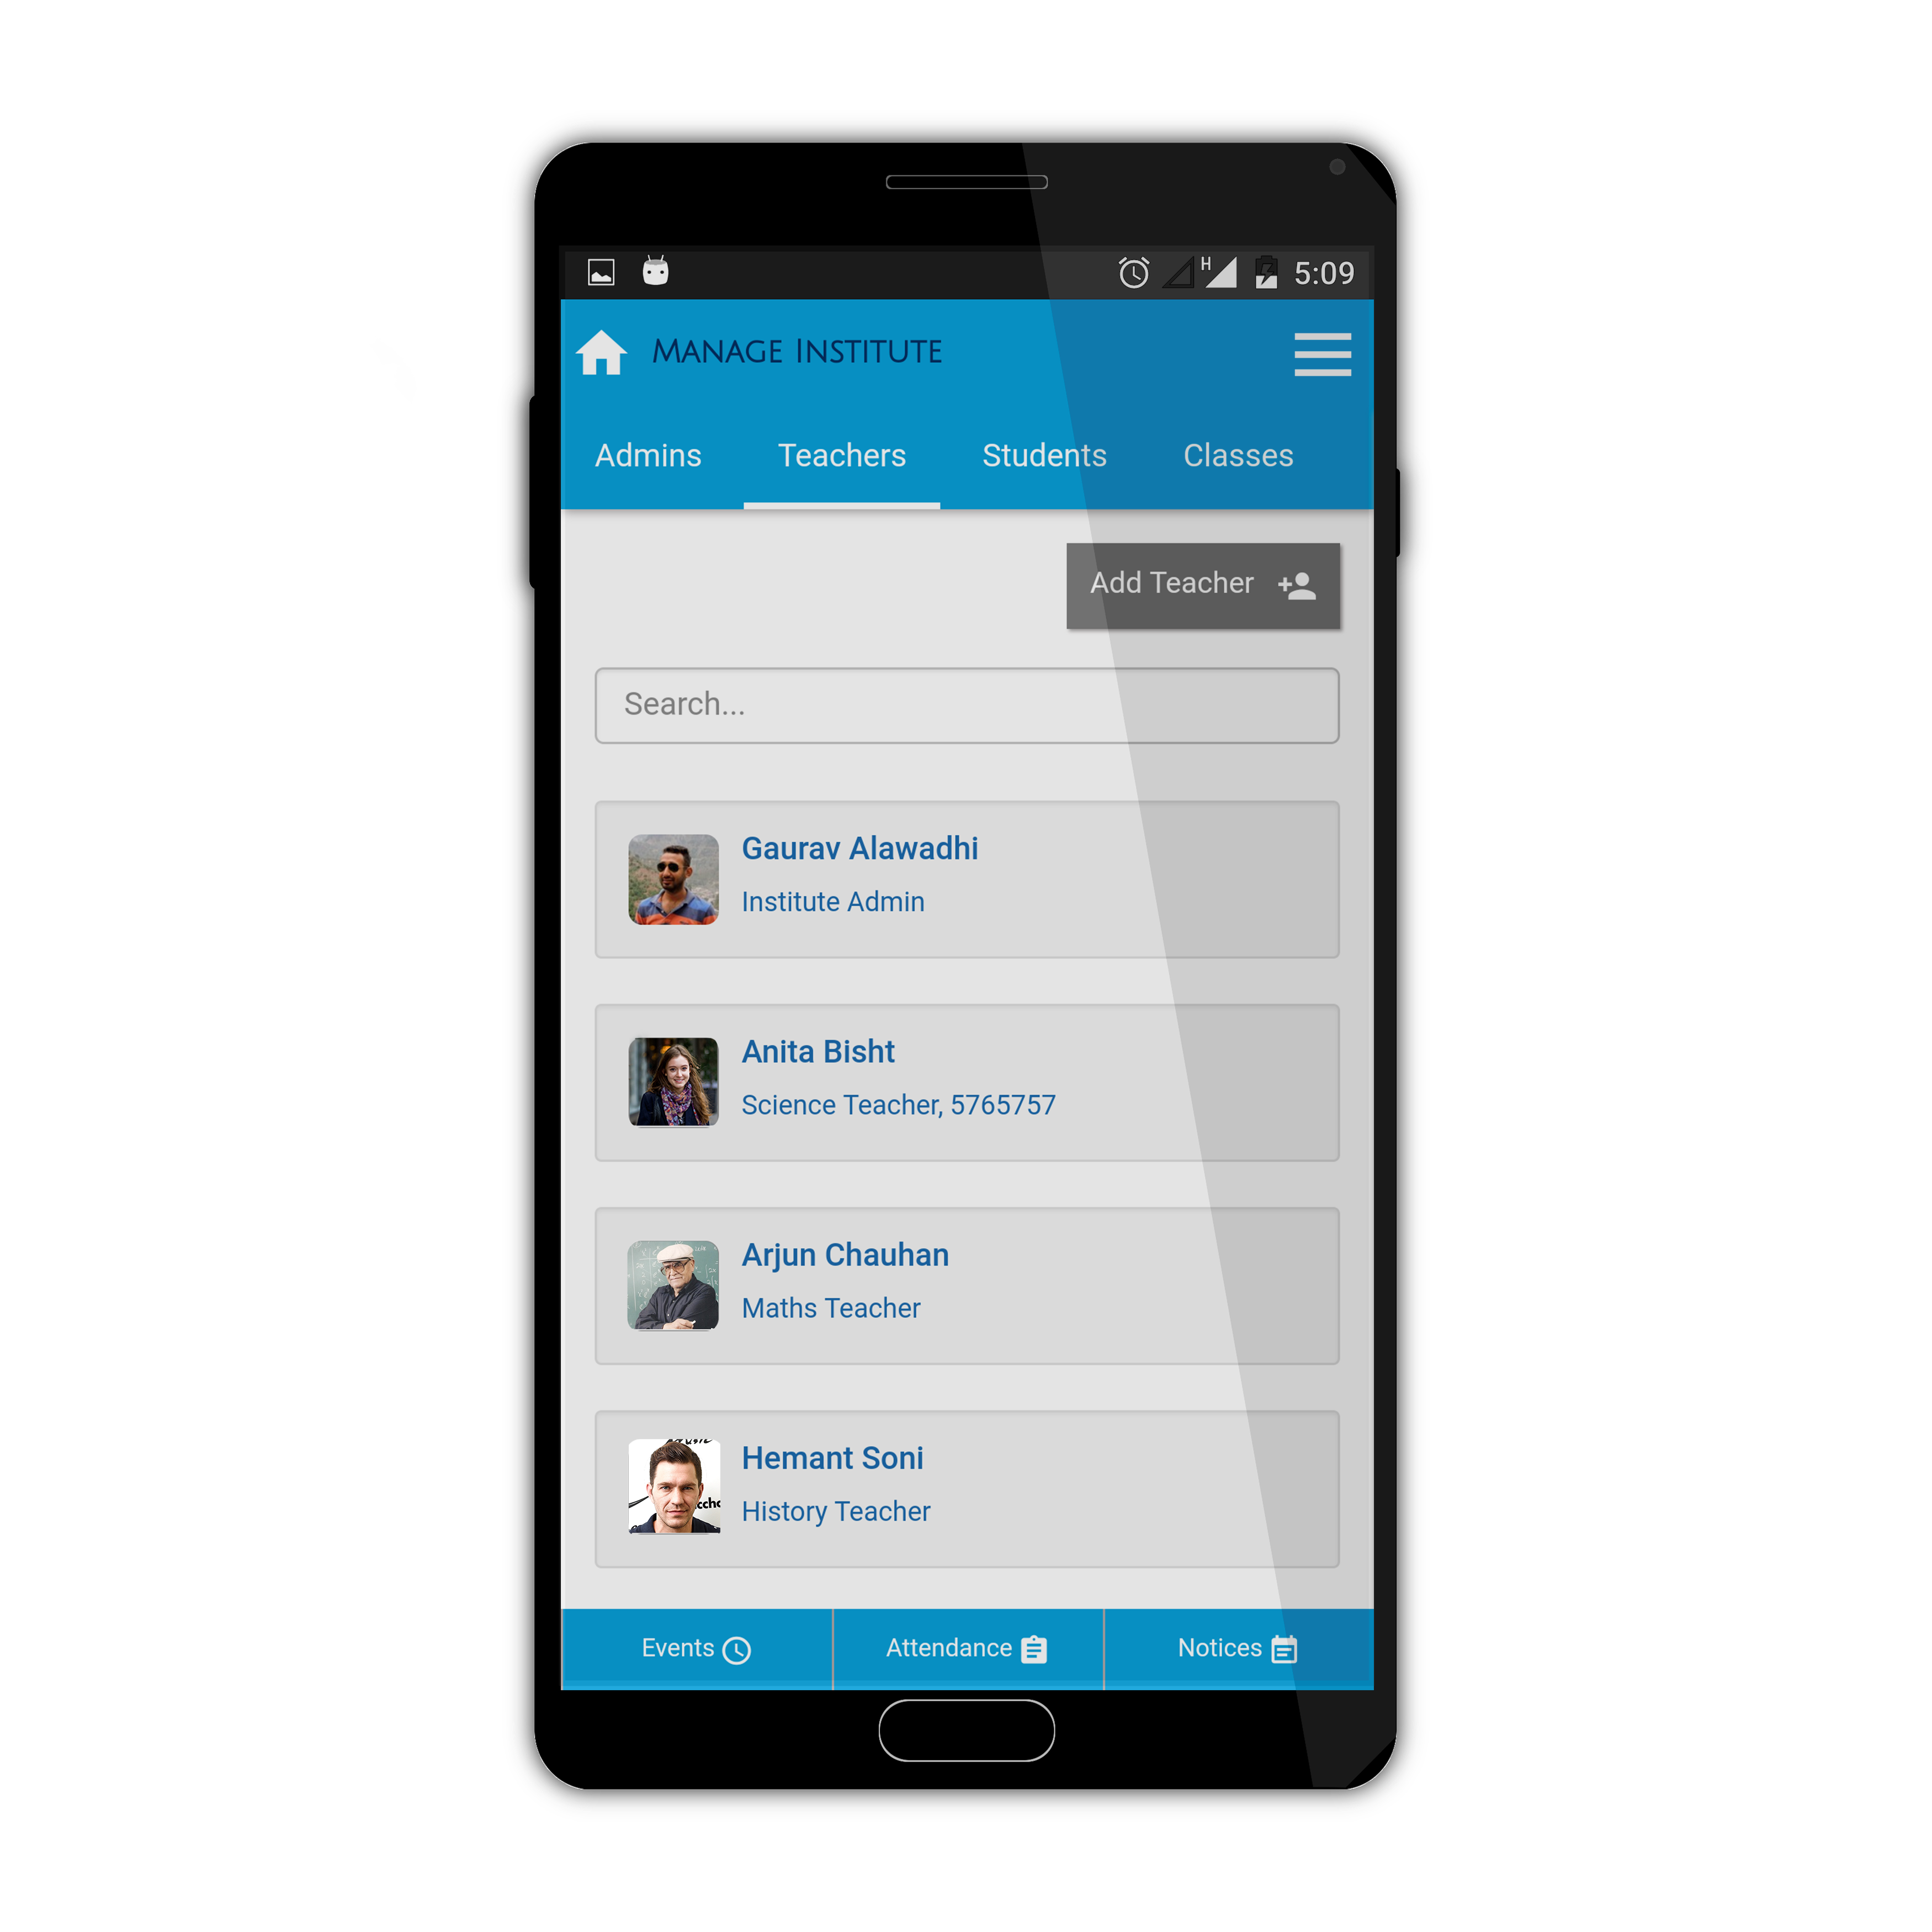 H 5:09
MANAGE INSTITUTE
Admins Teachers Students Classes
Add Teacher
Search...
Gaurav Alawadhi
Institute Admin
Anita Bisht
Science Teacher, 5765757
Arjun Chauhan
Maths Teacher
Hemant Soni
History Teacher
Events Attendance Notices